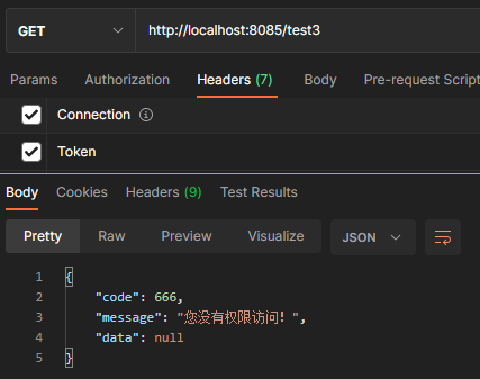 GET http://localhost:8085/test3
Params Authorization Headers (7) Body Pre-request Script
Connection
Token
Body Cookies Headers (9) Test Results
Pretty Raw Preview Visualize JSON
1 {
2 "code": 666,
3 "message": "您没有权限访问！",
4 "data": null
5 }